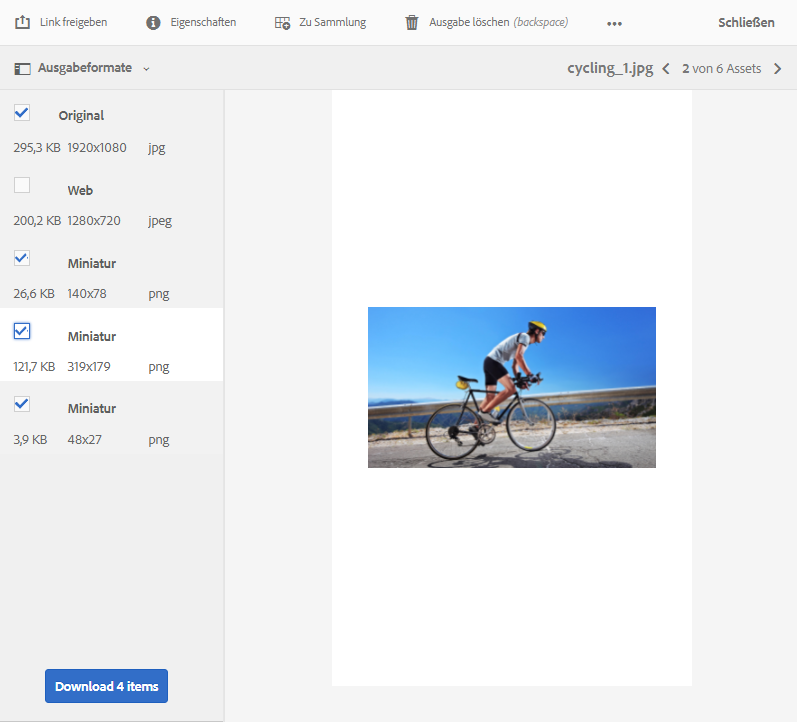 Link freigeben Eigenschaften Zu Sammlung Ausgabe löschen (backspace) ••• Schließen
Ausgabeformate cycling_1.jpg 2 von 6 Assets
Original
295,3 KB 1920x1080 jpg
Web
200,2 KB 1280x720 jpeg
Miniatur
26,6 KB 140x78 png
Miniatur
121,7 KB 319x179 png
Miniatur
3,9 KB 48x27 png
Download 4 items